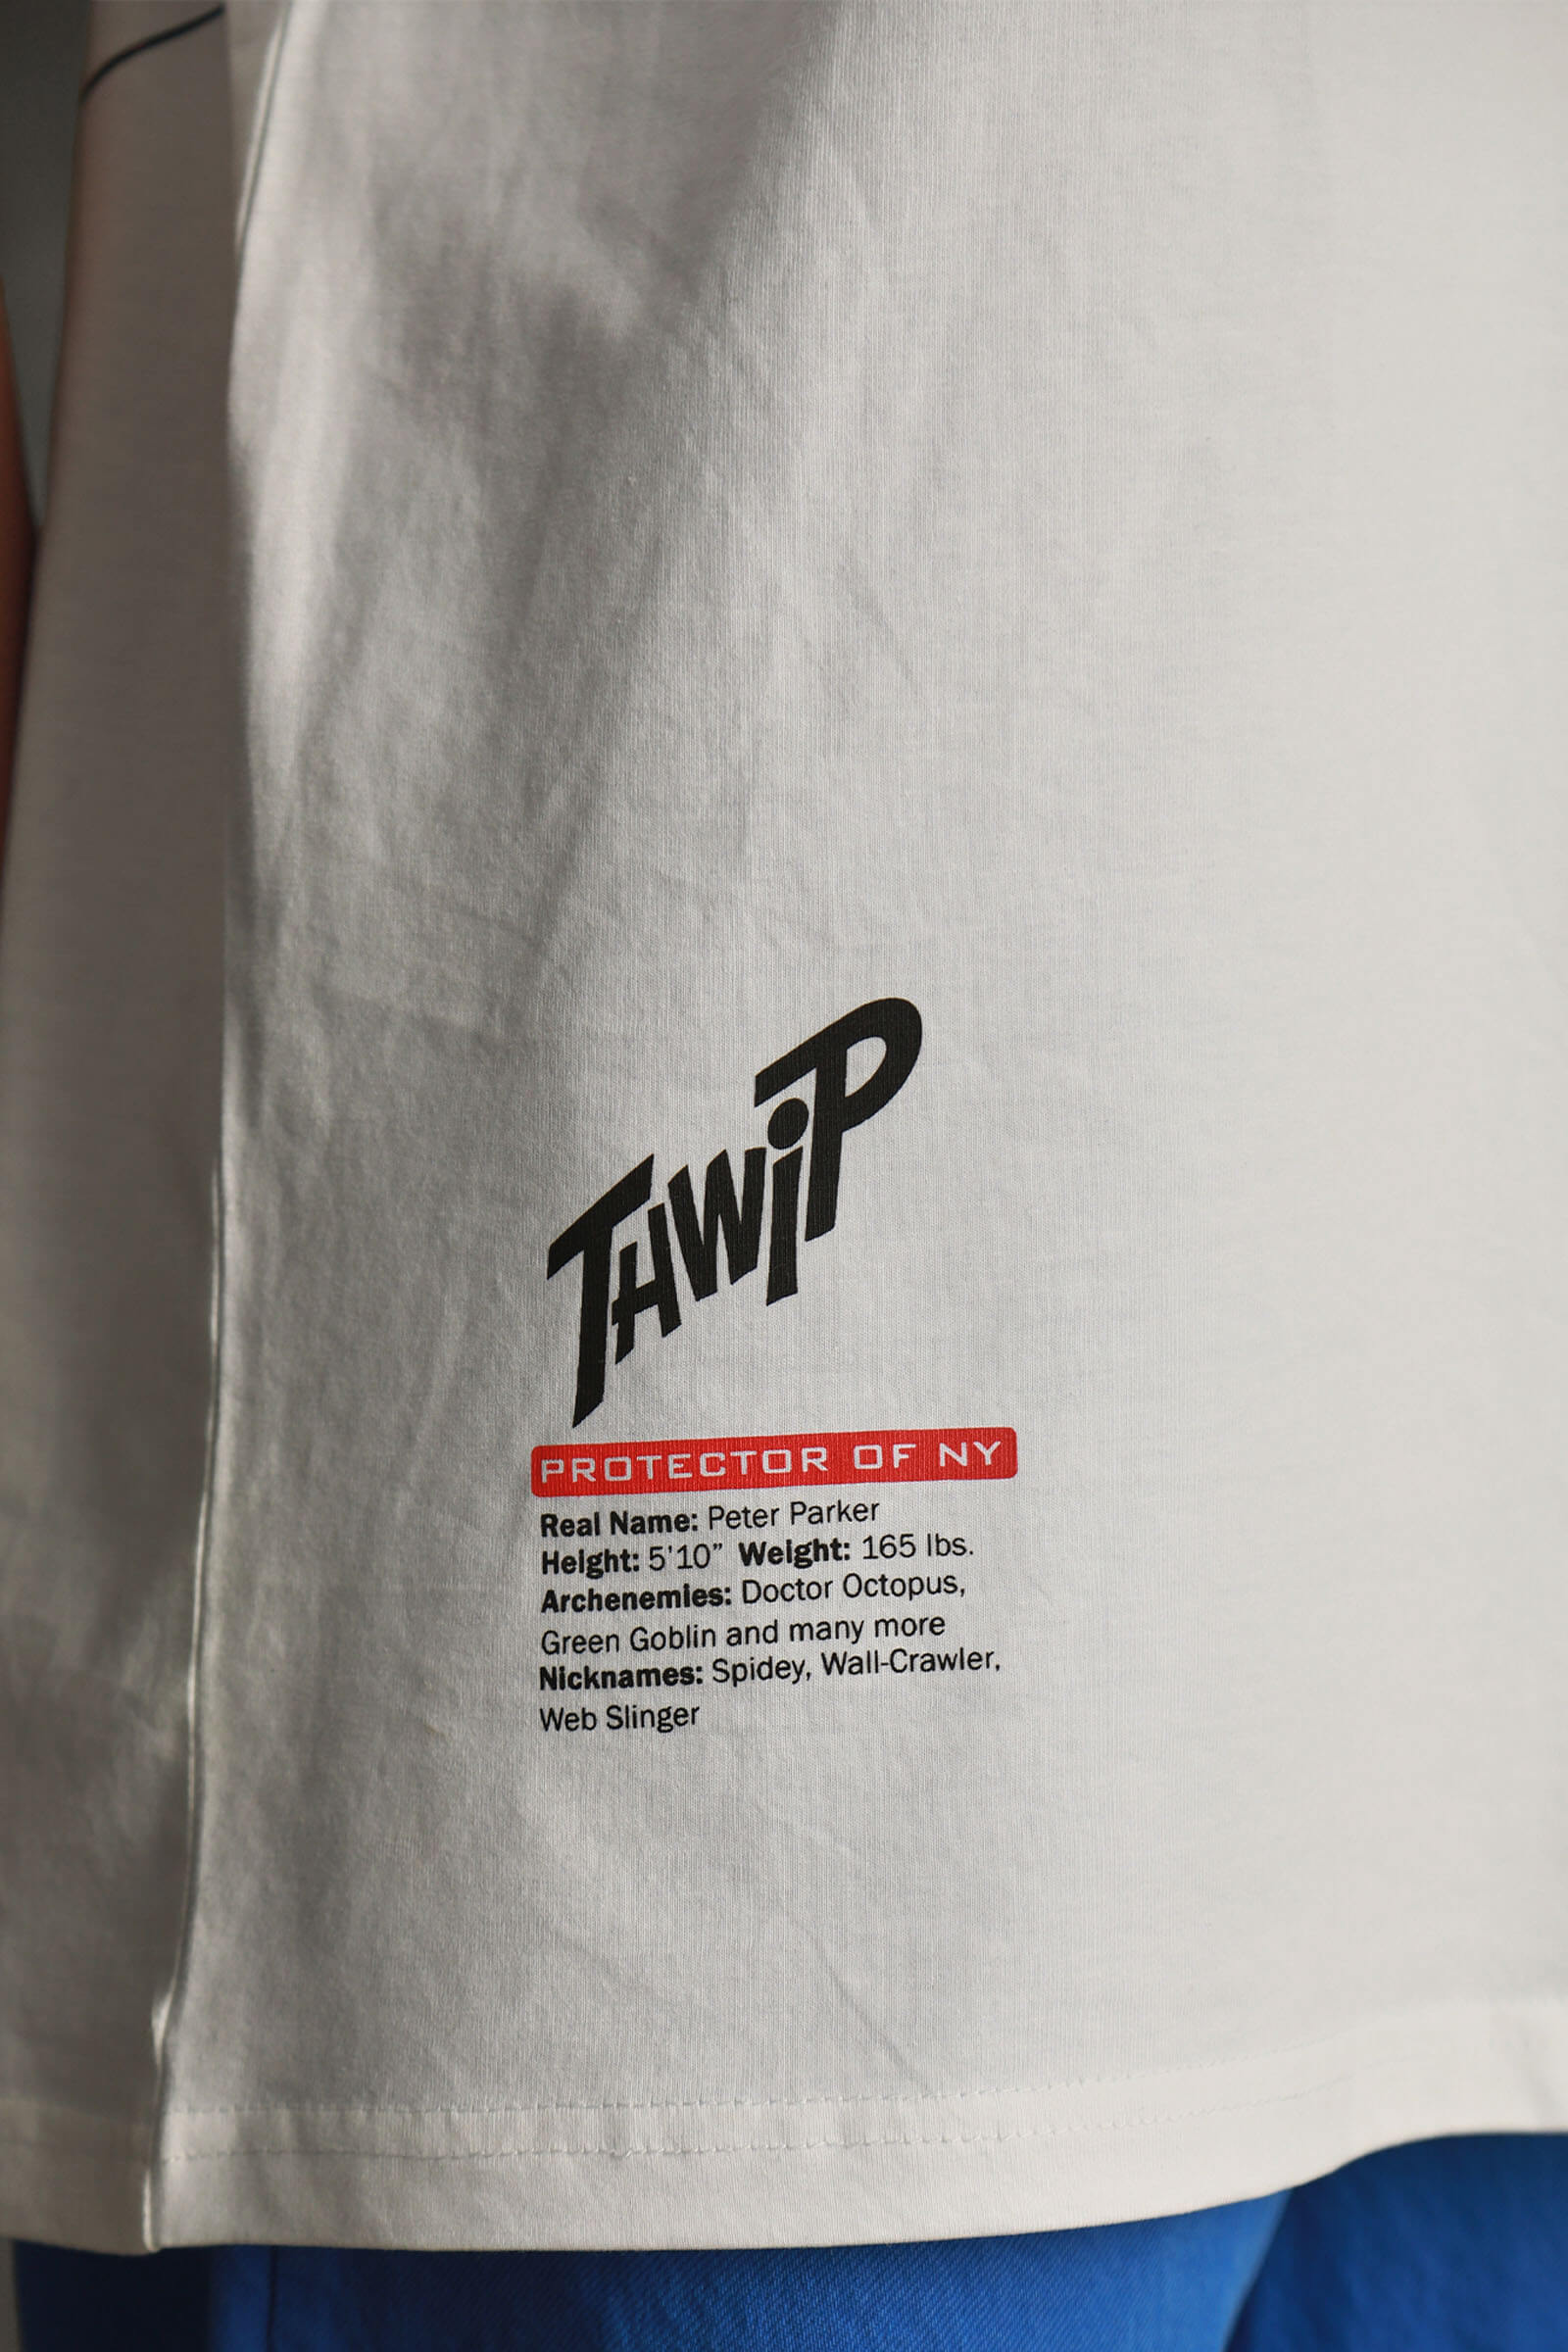 THWiP
PROTECTOR OF NY
Real Name: Peter Parker
Height: 5'10” Weight: 165 lbs.
Archenemies: Doctor Octopus,
Green Goblin and many more
Nicknames: Spidey, Wall-Crawler,
Web Slinger